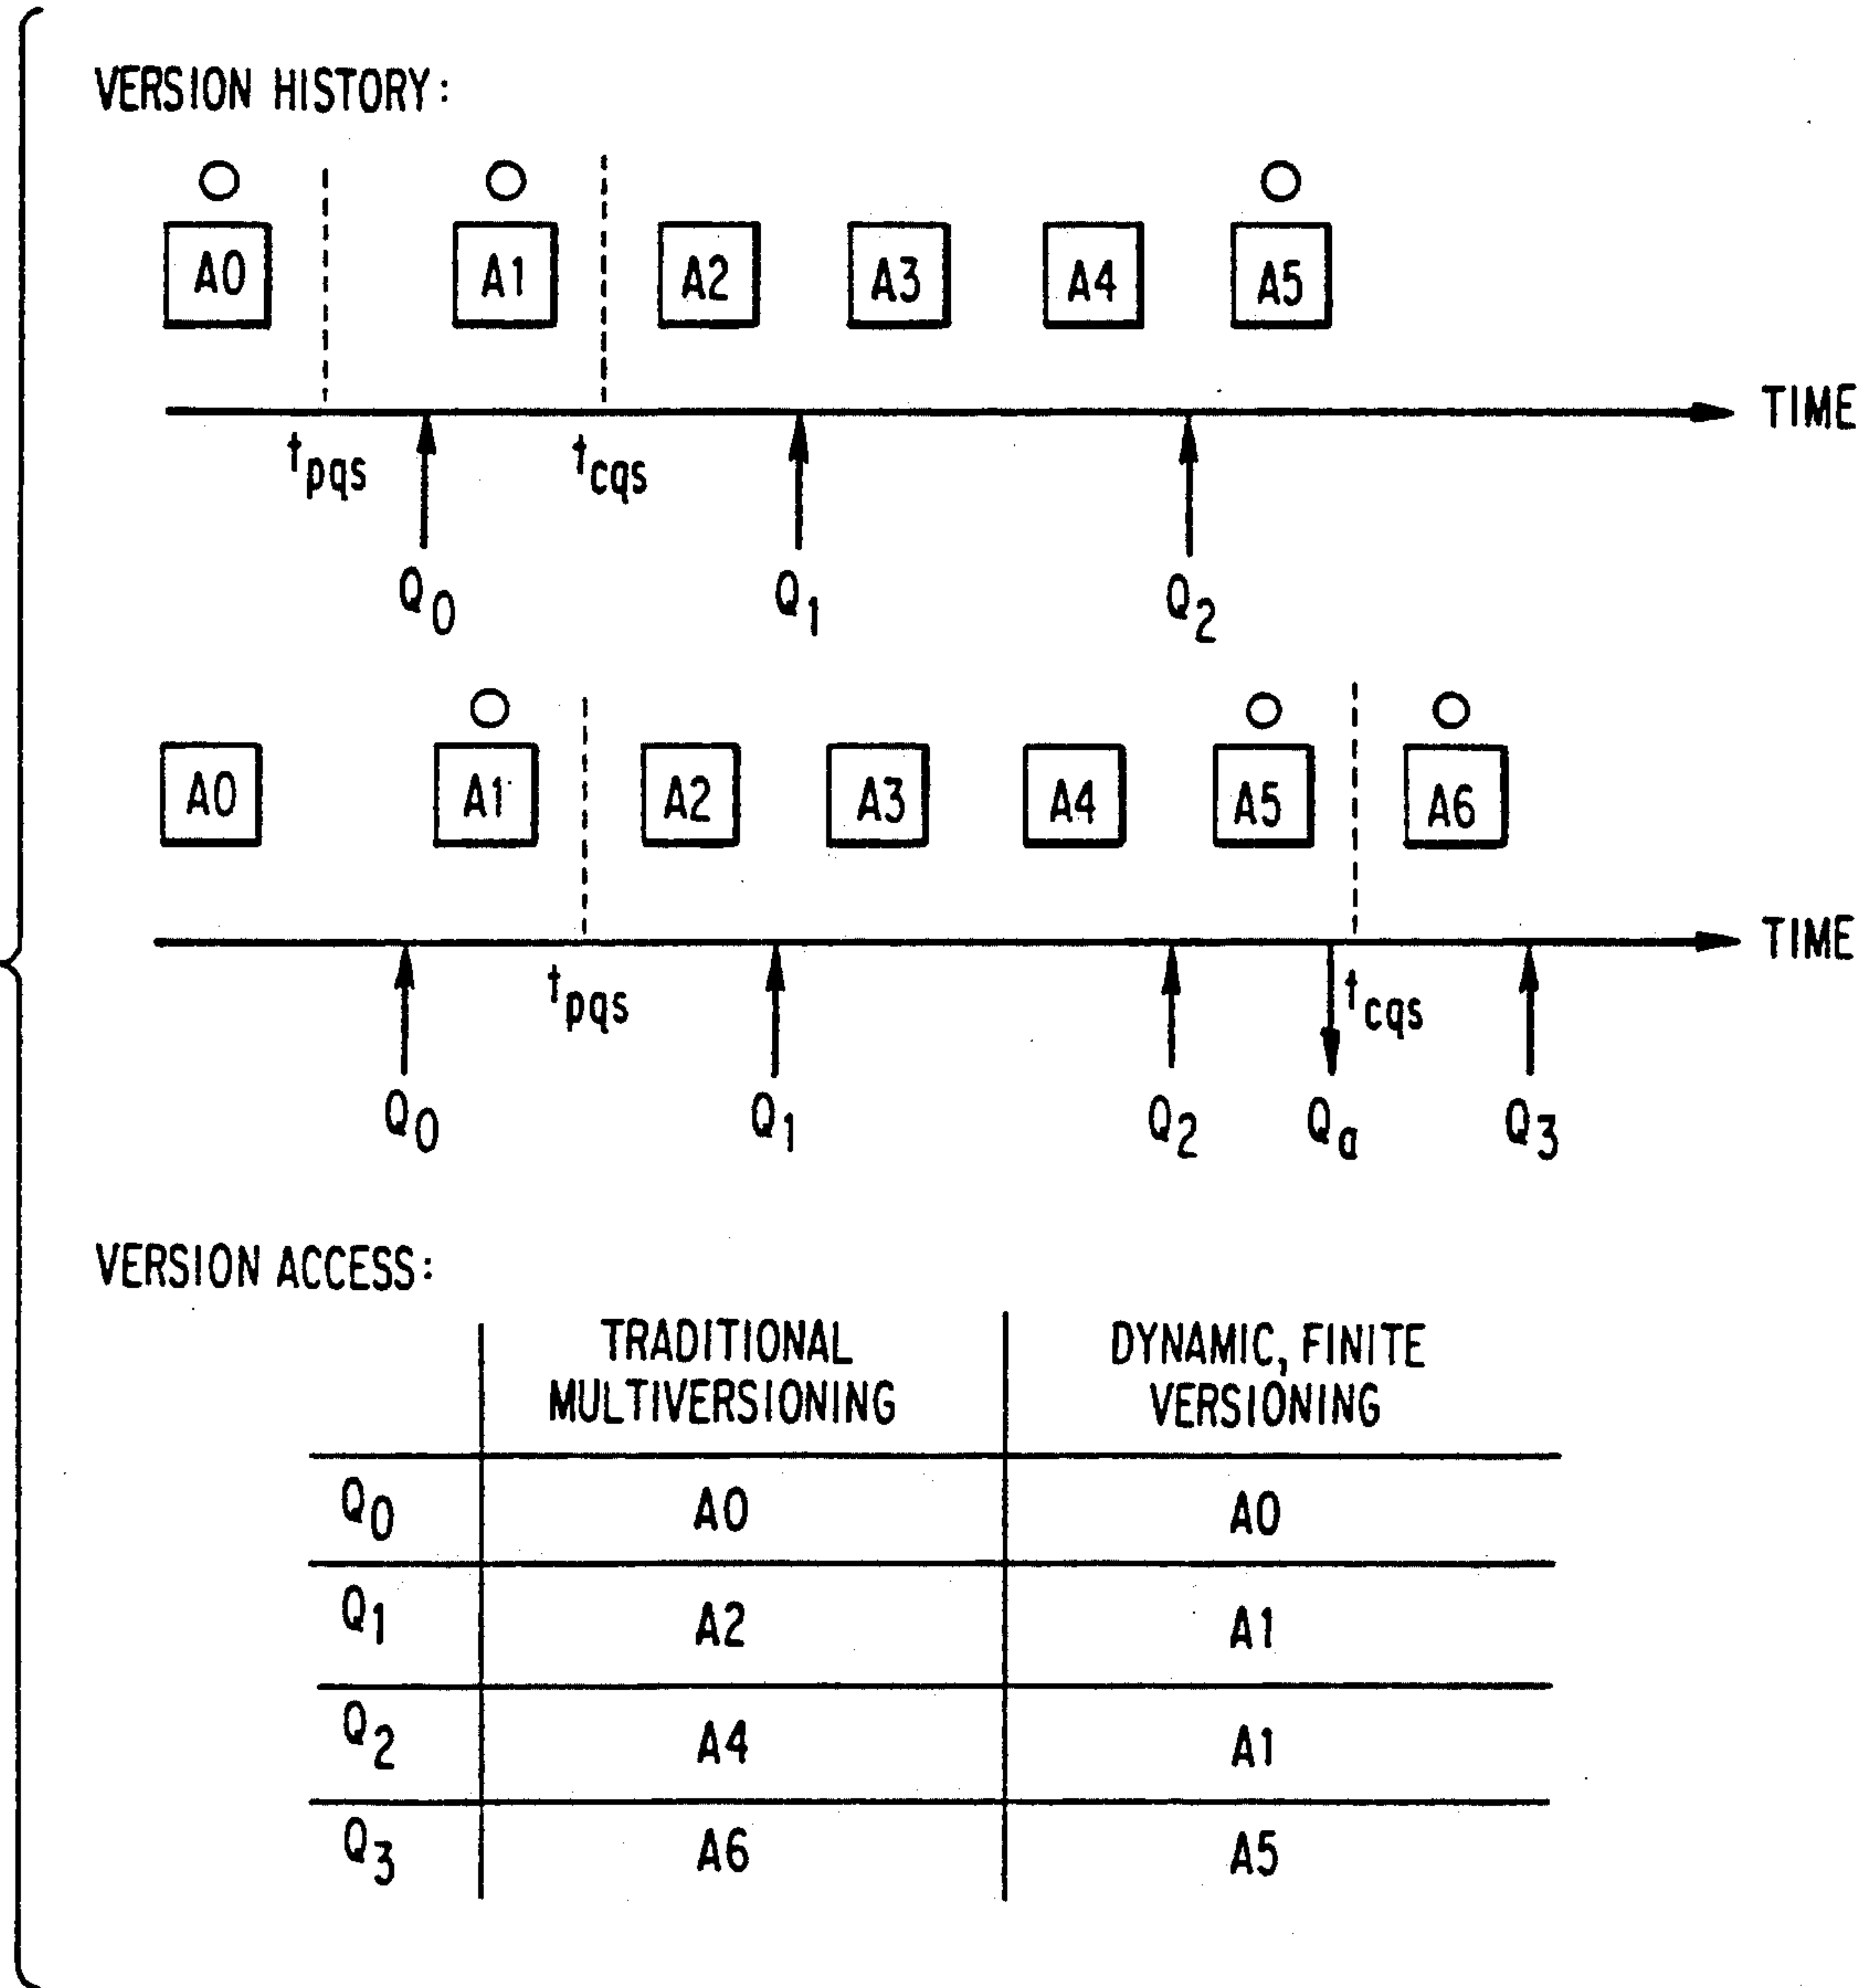 VERSION HISTORY:
A0 A1 A2 A3 A4 A5
TIME
tpqs tcqs
Q0 Q1 Q2
A0 A1 A2 A3 A4 A5 A6
TIME
tpqs tcqs
Q0 Q1 Q2 Qa Q3
VERSION ACCESS:
TRADITIONAL MULTIVERSIONING DYNAMIC, FINITE VERSIONING
Q0 A0 A0
Q1 A2 A1
Q2 A4 A1
Q3 A6 A5